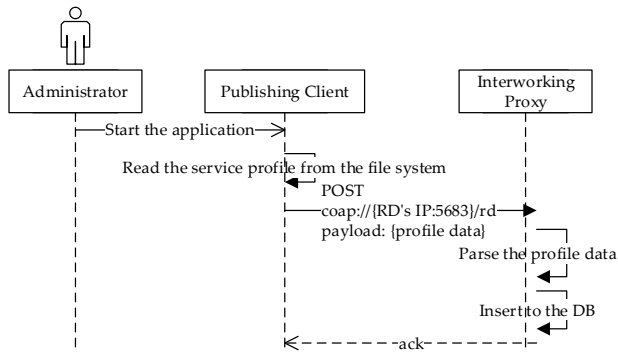 Administrator
Publishing Client
Interworking
Proxy
Start the application
Read the service profile from the file system
POST
coap://{RD's IP:5683}/rd
payload: {profile data}
Parse the profile data
Insert to the DB
ack